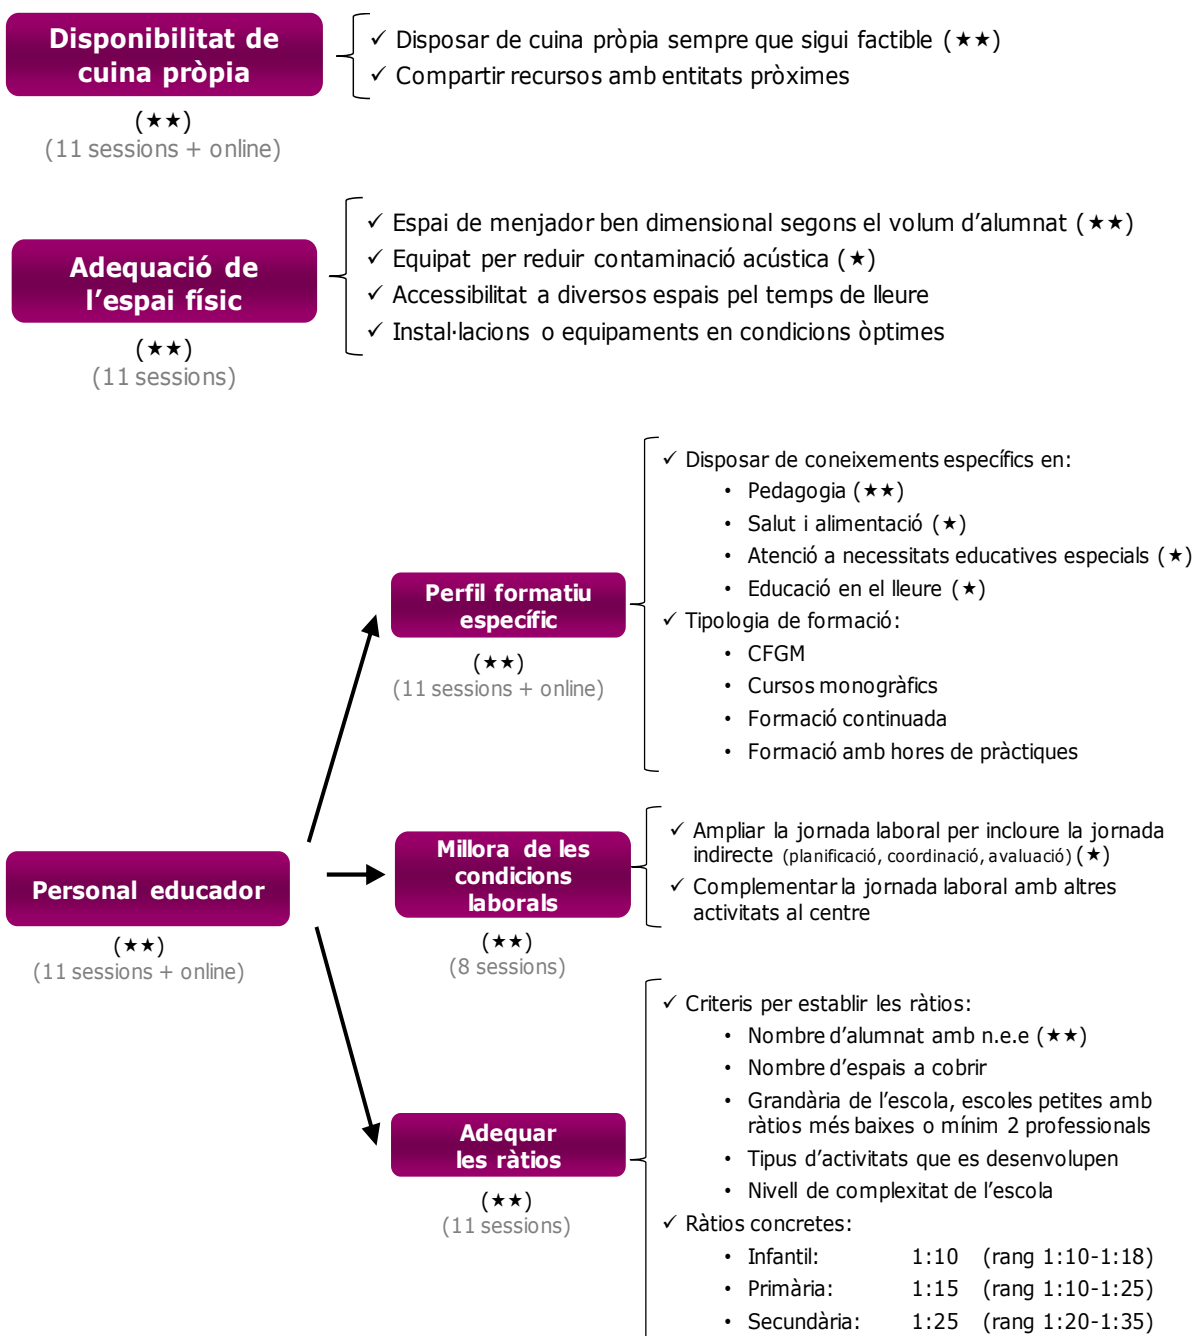 Disponibilitat de
cuina pròpia
(★★)
(11 sessions + online)
✓ Disposar de cuina pròpia sempre que sigui factible (★★)
✓ Compartir recursos amb entitats pròximes
Adequació de
l'espai físic
(★★)
(11 sessions)
✓ Espai de menjador ben dimensional segons el volum d'alumnat (★★)
✓ Equipat per reduir contaminació acústica (★)
✓ Accessibilitat a diversos espais pel temps de lleure
✓ Instal·lacions o equipaments en condicions òptimes
Personal educador
(★★)
(11 sessions + online)
Perfil formatiu
específic
(★★)
(11 sessions + online)
✓ Disposar de coneixements específics en:
• Pedagogia (★★)
• Salut i alimentació (★)
• Atenció a necessitats educatives especials (★)
• Educació en el lleure (★)
✓ Tipologia de formació:
• CFGM
• Cursos monogràfics
• Formació continuada
• Formació amb hores de pràctiques
Millora de les
condicions
laborals
(★★)
(8 sessions)
✓ Ampliar la jornada laboral per incloure la jornada
indirecte (planificació, coordinació, avaluació) (★)
✓ Complementar la jornada laboral amb altres
activitats al centre
Adequar
les ràtios
(★★)
(11 sessions)
✓ Criteris per establir les ràtios:
• Nombre d'alumnat amb n.e.e (★★)
• Nombre d'espais a cobrir
• Grandària de l'escola, escoles petites amb
ràtios més baixes o mínim 2 professionals
• Tipus d'activitats que es desenvolupen
• Nivell de complexitat de l'escola
✓ Ràtios concretes:
• Infantil: 1:10 (rang 1:10-1:18)
• Primària: 1:15 (rang 1:10-1:25)
• Secundària: 1:25 (rang 1:20-1:35)